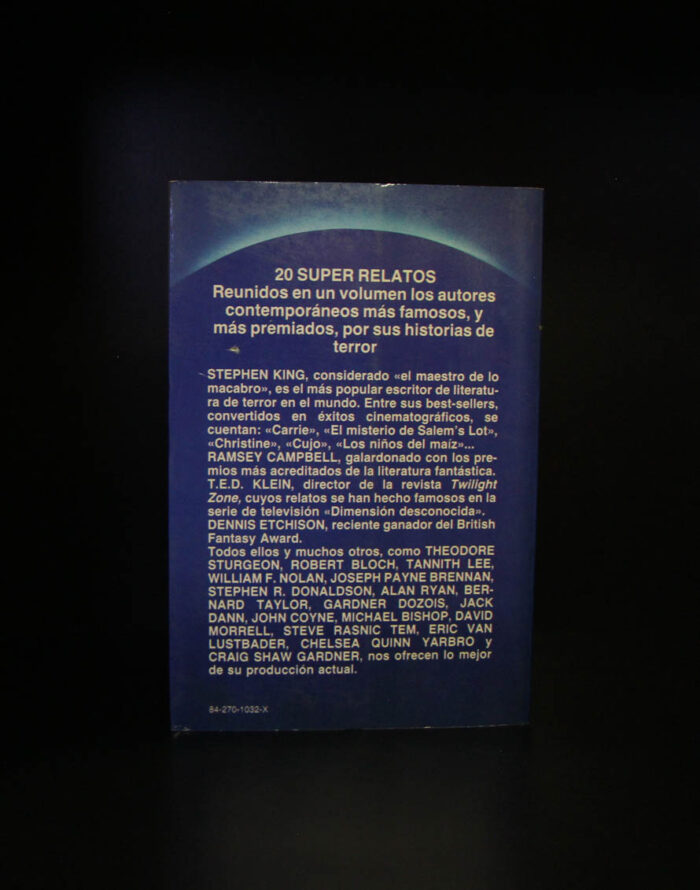 20 SUPER RELATOS
Reunidos en un volumen los autores
contemporáneos más famosos, y
más premiados, por sus historias de
terror
STEPHEN KING, considerado «el maestro de lo
macabro», es el más popular escritor de literatu-
ra de terror en el mundo. Entre sus best-sellers,
convertidos en éxitos cinematográficos, se
cuentan: «Carrie», «El misterio de Salem's Lot»,
«Christine», «Cujo», «Los niños del maíz»...
RAMSEY CAMPBELL, galardonado con los pre-
mios más acreditados de la literatura fantástica.
T.E.D. KLEIN, director de la revista Twilight
Zone, cuyos relatos se han hecho famosos en la
serie de televisión «Dimensión desconocida».
DENNIS ETCHISON, reciente ganador del British
Fantasy Award.
Todos ellos y muchos otros, como THEODORE
STURGEON, ROBERT BLOCH, TANNITH LEE,
WILLIAM F. NOLAN, JOSEPH PAYNE BRENNAN,
STEPHEN R. DONALDSON, ALAN RYAN, BER-
NARD TAYLOR, GARDNER DOZOIS, JACK
DANN, JOHN COYNE, MICHAEL BISHOP, DAVID
MORRELL, STEVE RASNIC TEM, ERIC VAN
LUSTBADER, CHELSEA QUINN YARBRO y
CRAIG SHAW GARDNER, nos ofrecen lo mejor
de su producción actual.
84-270-1032-X